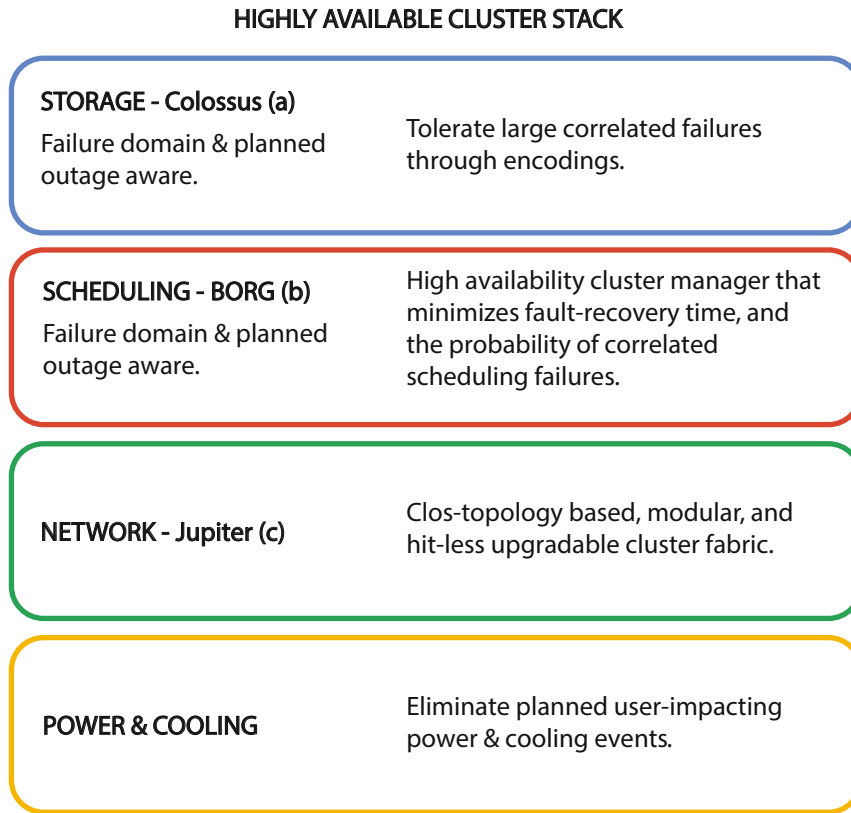 HIGHLY AVAILABLE CLUSTER STACK
STORAGE - Colossus (a)
Failure domain & planned
outage aware.
Tolerate large correlated failures
through encodings.
SCHEDULING - BORG (b)
Failure domain & planned
outage aware.
High availability cluster manager that
minimizes fault-recovery time, and
the probability of correlated
scheduling failures.
NETWORK - Jupiter (c)
Clos-topology based, modular, and
hit-less upgradable cluster fabric.
POWER & COOLING
Eliminate planned user-impacting
power & cooling events.